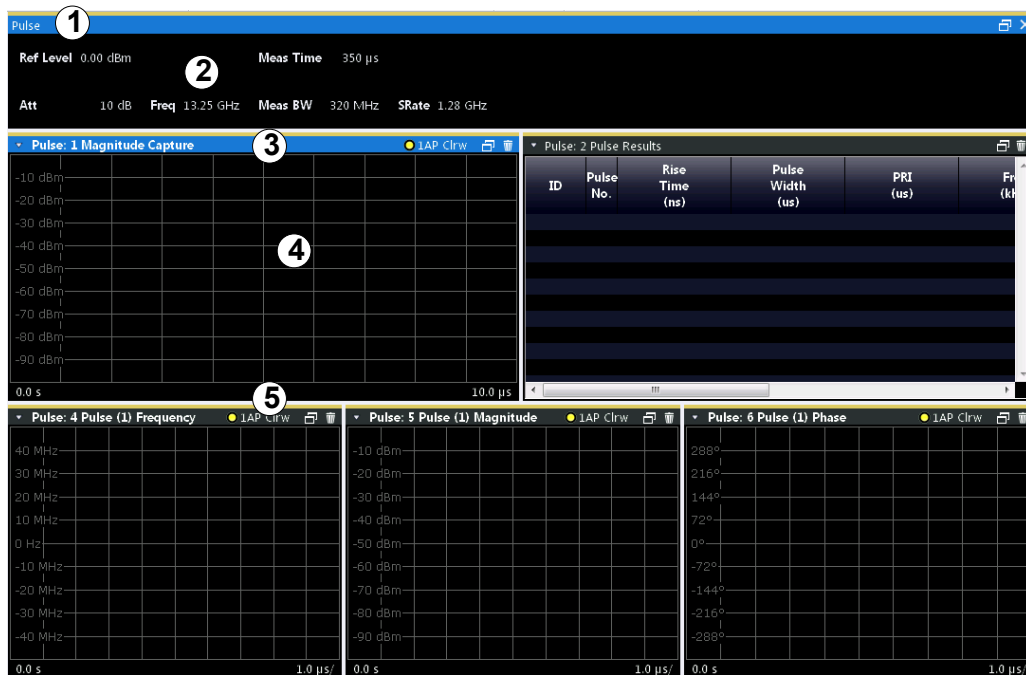 Pulse 1
Ref Level 0.00 dBm Meas Time 350 µs
2
Att 10 dB Freq 13.25 GHz Meas BW 320 MHz SRate 1.28 GHz
Pulse: 1 Magnitude Capture 3 1AP Clrw
-10 dBm
-20 dBm
-30 dBm
-40 dBm
4
-50 dBm
-60 dBm
-70 dBm
-80 dBm
-90 dBm
0.0 s 10.0 µs
Pulse: 2 Pulse Results
ID
Pulse
No.
Rise
Time
(ns)
Pulse
Width
(us)
PRI
(us)
5
Pulse: 4 Pulse (1) Frequency 1AP Clrw
40 MHz
30 MHz
20 MHz
10 MHz
0 Hz
-10 MHz
-20 MHz
-30 MHz
-40 MHz
0.0 s 1.0 µs/
Pulse: 5 Pulse (1) Magnitude 1AP Clrw
-10 dBm
-20 dBm
-30 dBm
-40 dBm
-50 dBm
-60 dBm
-70 dBm
-80 dBm
-90 dBm
0.0 s 1.0 µs/
Pulse: 6 Pulse (1) Phase 1AP Clrw
288°
216°
144°
72°
0°
-72°
-144°
-216°
-288°
0.0 s 1.0 µs/